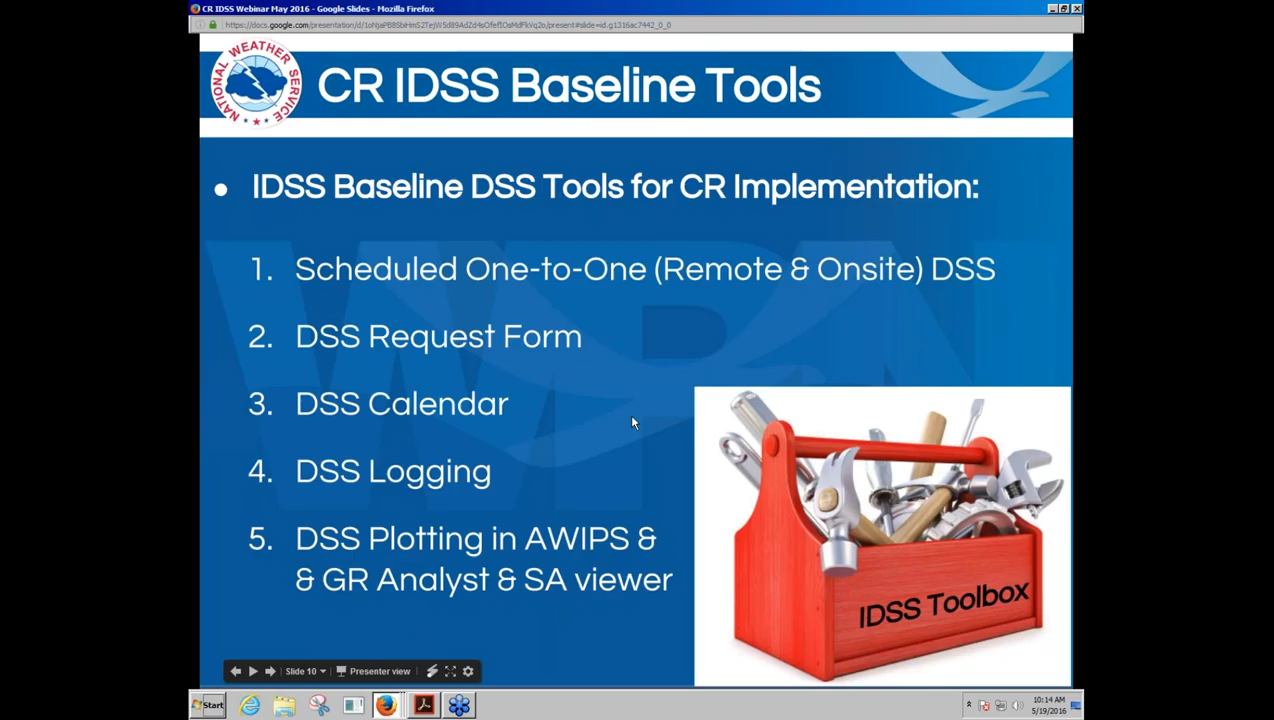 CR IDSS Webinar May 2016 - Google Slides - Mozilla Firefox
NATIONAL WEATHER SERVICE
CR IDSS Baseline Tools
● IDSS Baseline DSS Tools for CR Implementation:
1. Scheduled One-to-One (Remote & Onsite) DSS
2. DSS Request Form
3. DSS Calendar
4. DSS Logging
5. DSS Plotting in AWIPS &
& GR Analyst & SA viewer
IDSS Toolbox
Slide 10
Presenter view
Start
10:14 AM
5/19/2016